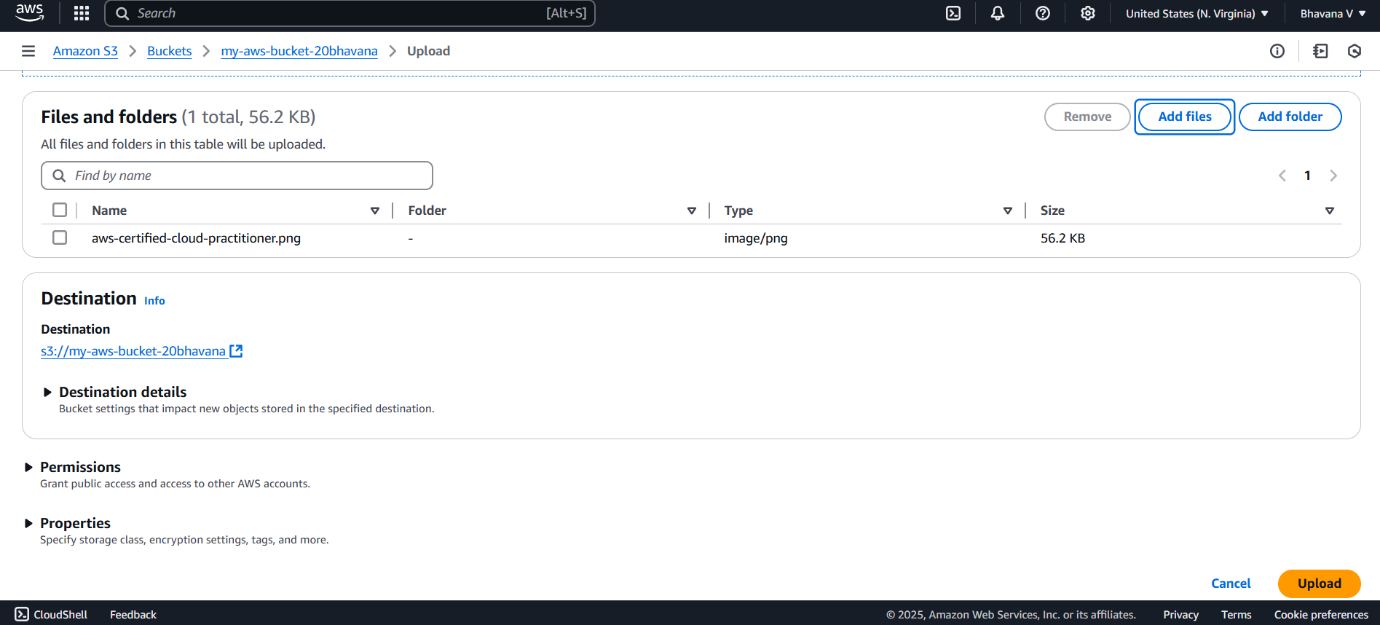 aws
Search [Alt+S] United States (N. Virginia) Bhavana V
Amazon S3 Buckets my-aws-bucket-20bhavana Upload
Files and folders (1 total, 56.2 KB) Remove Add files Add folder
All files and folders in this table will be uploaded.
Find by name 1
Name Folder Type Size
aws-certified-cloud-practitioner.png - image/png 56.2 KB
Destination Info
Destination
s3://my-aws-bucket-20bhavana
Destination details
Bucket settings that impact new objects stored in the specified destination.
Permissions
Grant public access and access to other AWS accounts.
Properties
Specify storage class, encryption settings, tags, and more.
Cancel Upload
CloudShell Feedback © 2025, Amazon Web Services, Inc. or its affiliates. Privacy Terms Cookie preferences